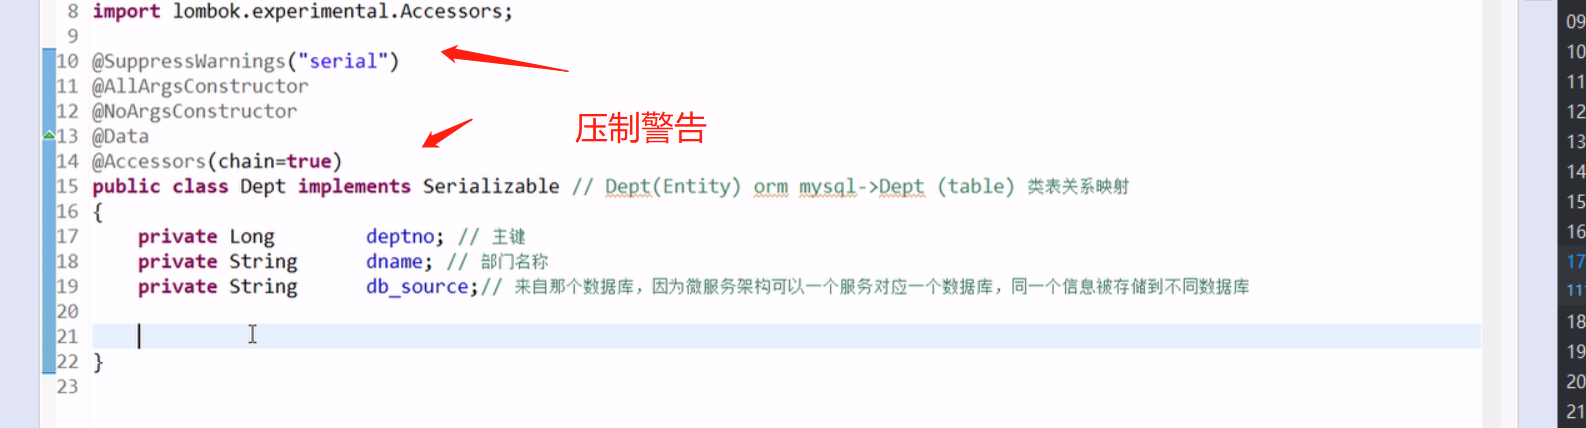 8 import lombok.experimental.Accessors;
9
10 @SuppressWarnings("serial")
11 @AllArgsConstructor
12 @NoArgsConstructor
压制警告
13 @Data
14 @Accessors(chain=true)
15 public class Dept implements Serializable // Dept(Entity) orm mysql->Dept (table) 类表关系映射
16 {
17 private Long deptno; // 主键
18 private String dname; // 部门名称
19 private String db_source;// 来自那个数据库，因为微服务架构可以一个服务对应一个数据库，同一个信息被存储到不同数据库
20
21
22 }
23
09
10
11
12
13
14
15
16
17
11
18
19
20
21